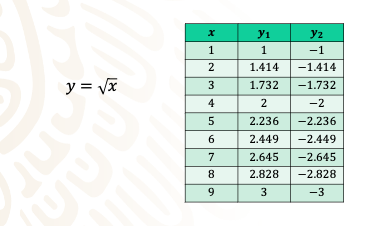 y = √x
x y₁ y₂
1 1 −1
2 1.414 −1.414
3 1.732 −1.732
4 2 −2
5 2.236 −2.236
6 2.449 −2.449
7 2.645 −2.645
8 2.828 −2.828
9 3 −3